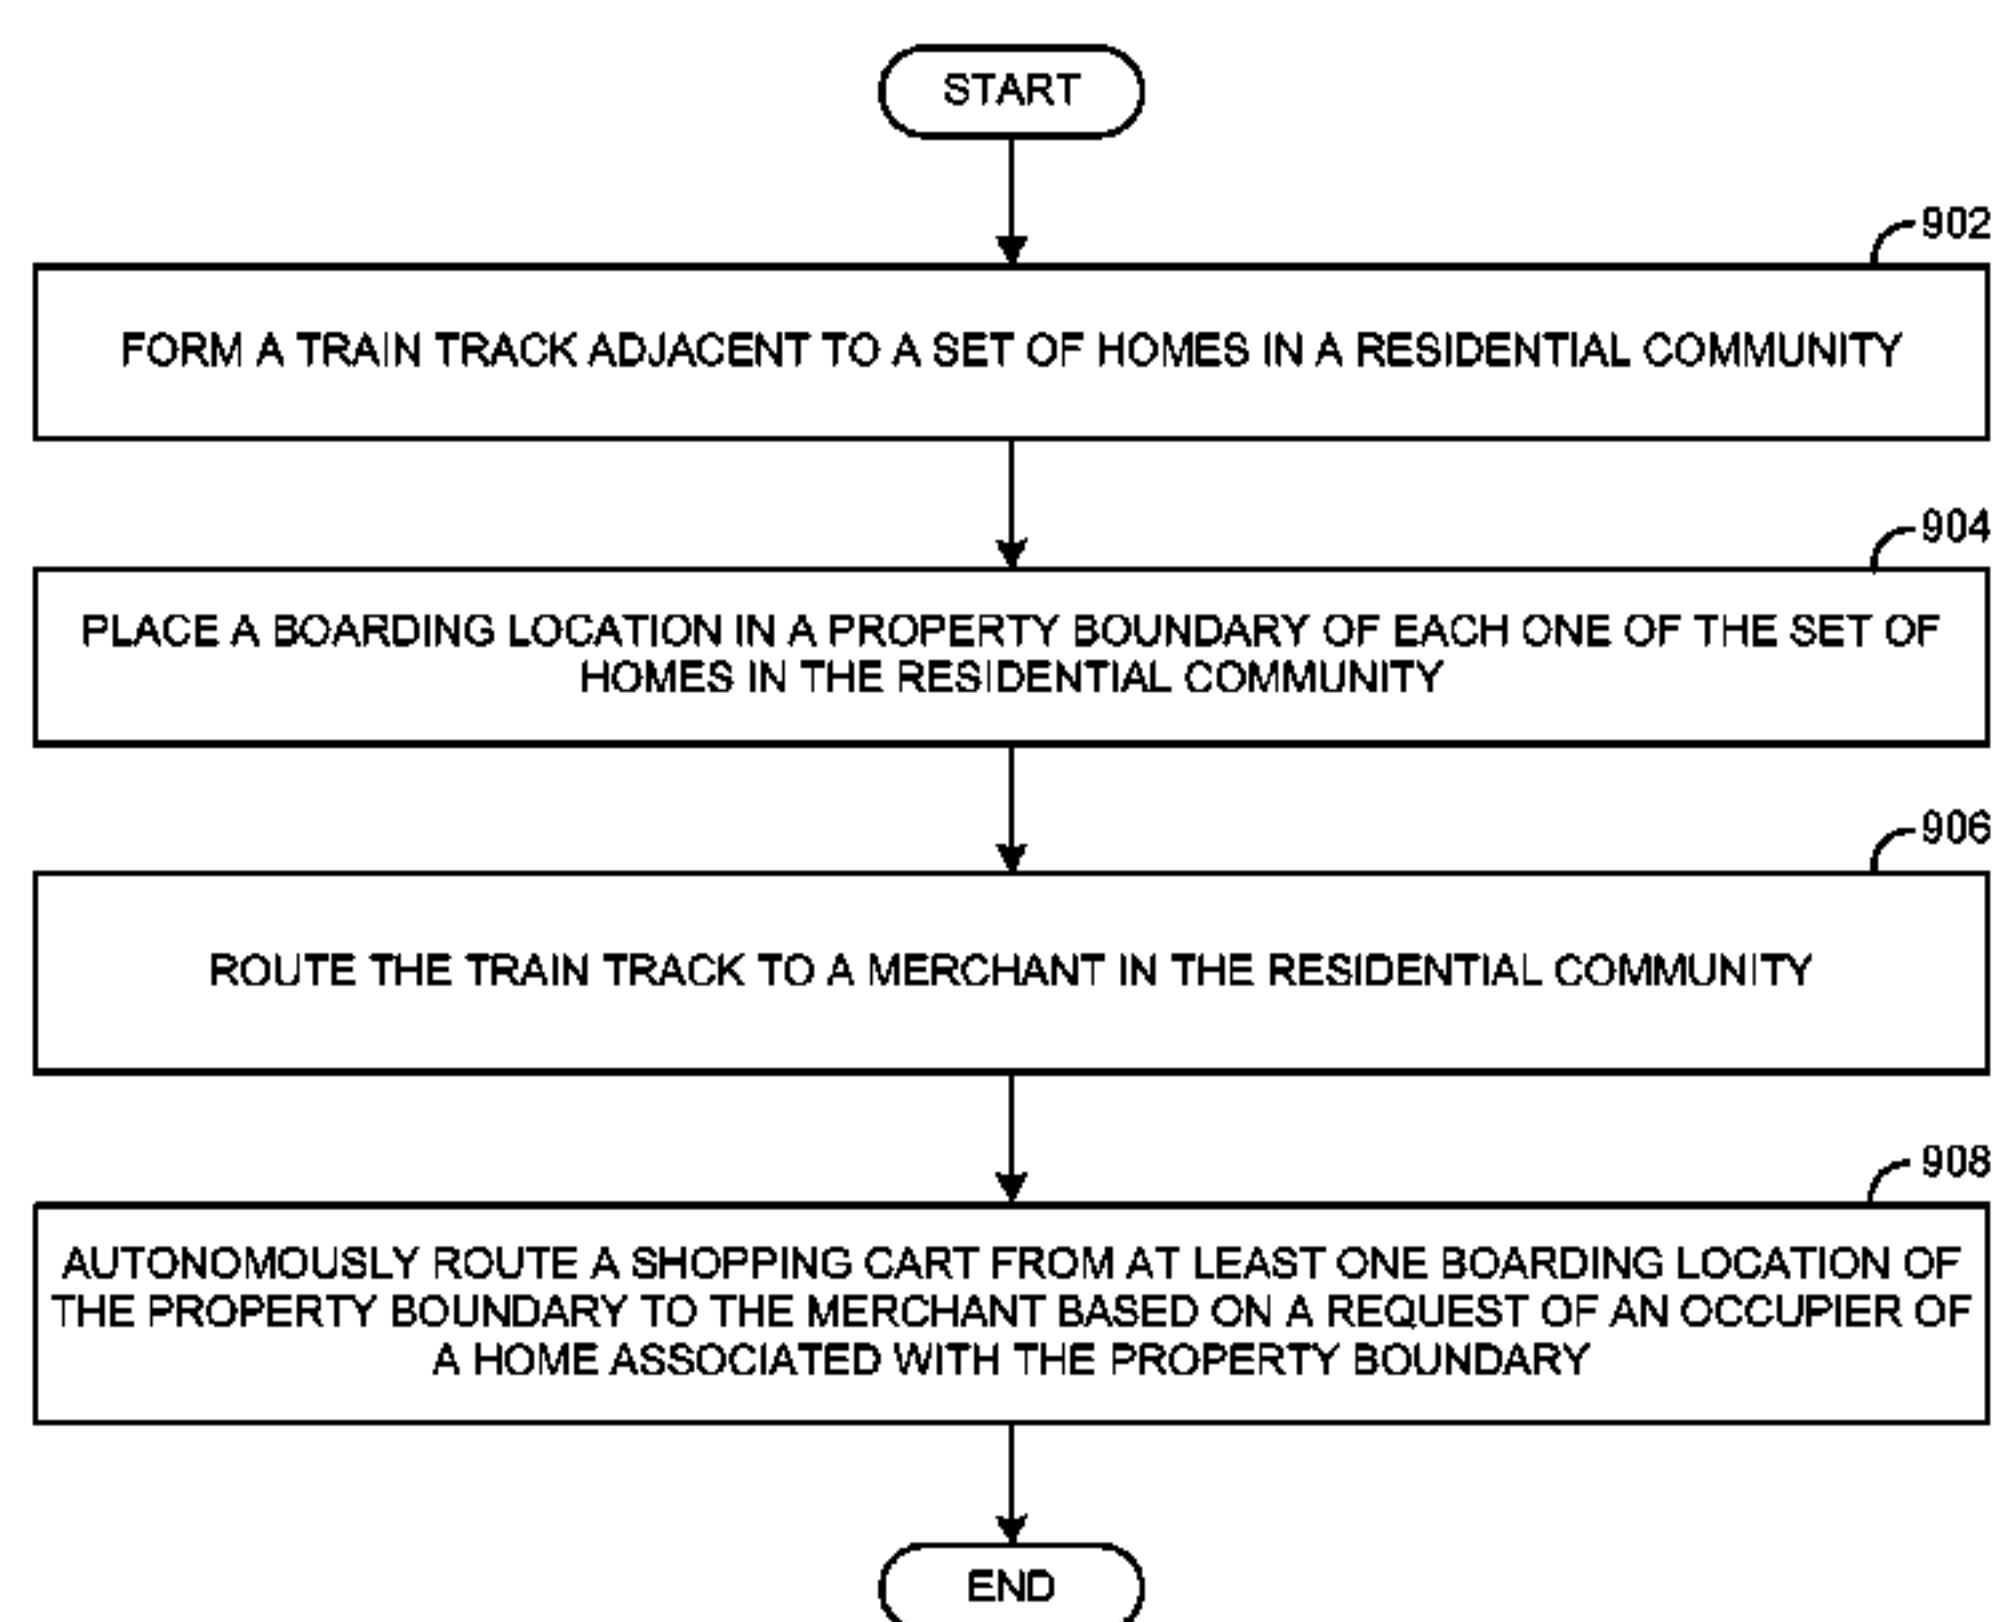 START
902
FORM A TRAIN TRACK ADJACENT TO A SET OF HOMES IN A RESIDENTIAL COMMUNITY
904
PLACE A BOARDING LOCATION IN A PROPERTY BOUNDARY OF EACH ONE OF THE SET OF
HOMES IN THE RESIDENTIAL COMMUNITY
906
ROUTE THE TRAIN TRACK TO A MERCHANT IN THE RESIDENTIAL COMMUNITY
908
AUTONOMOUSLY ROUTE A SHOPPING CART FROM AT LEAST ONE BOARDING LOCATION OF
THE PROPERTY BOUNDARY TO THE MERCHANT BASED ON A REQUEST OF AN OCCUPIER OF
A HOME ASSOCIATED WITH THE PROPERTY BOUNDARY
END